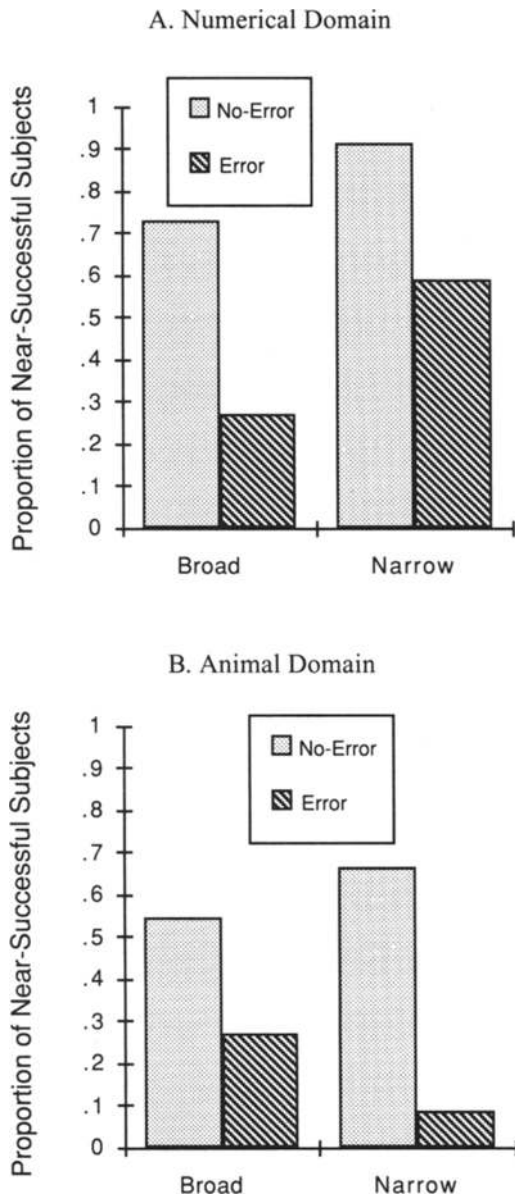 A. Numerical Domain
Proportion of Near-Successful Subjects
1
.9
.8
.7
.6
.5
.4
.3
.2
.1
0
No-Error
Error
Broad
Narrow
B. Animal Domain
Proportion of Near-Successful Subjects
1
.9
.8
.7
.6
.5
.4
.3
.2
.1
0
No-Error
Error
Broad
Narrow